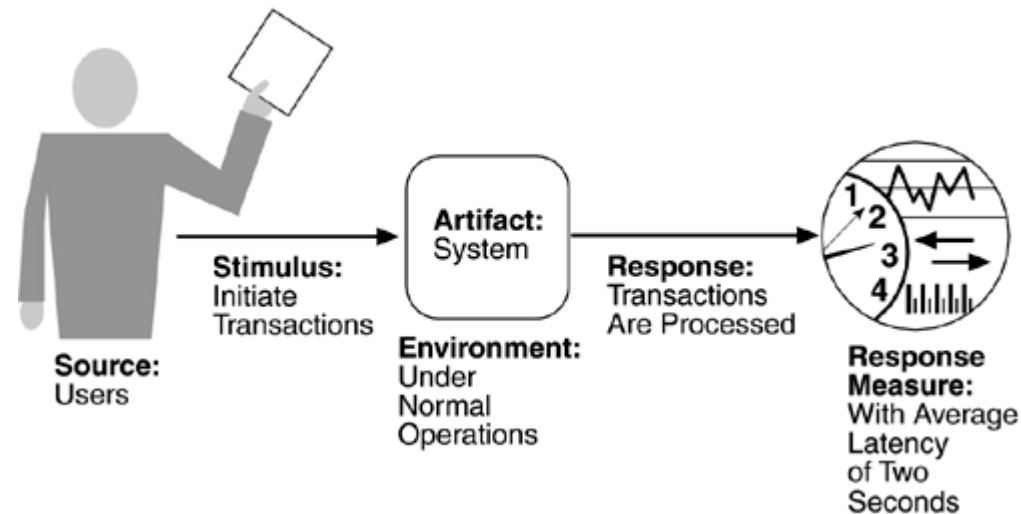 Source:
Users
Stimulus:
Initiate
Transactions
Artifact:
System
Environment:
Under
Normal
Operations
Response:
Transactions
Are Processed
1
2
3
4
Response
Measure:
With Average
Latency
of Two
Seconds